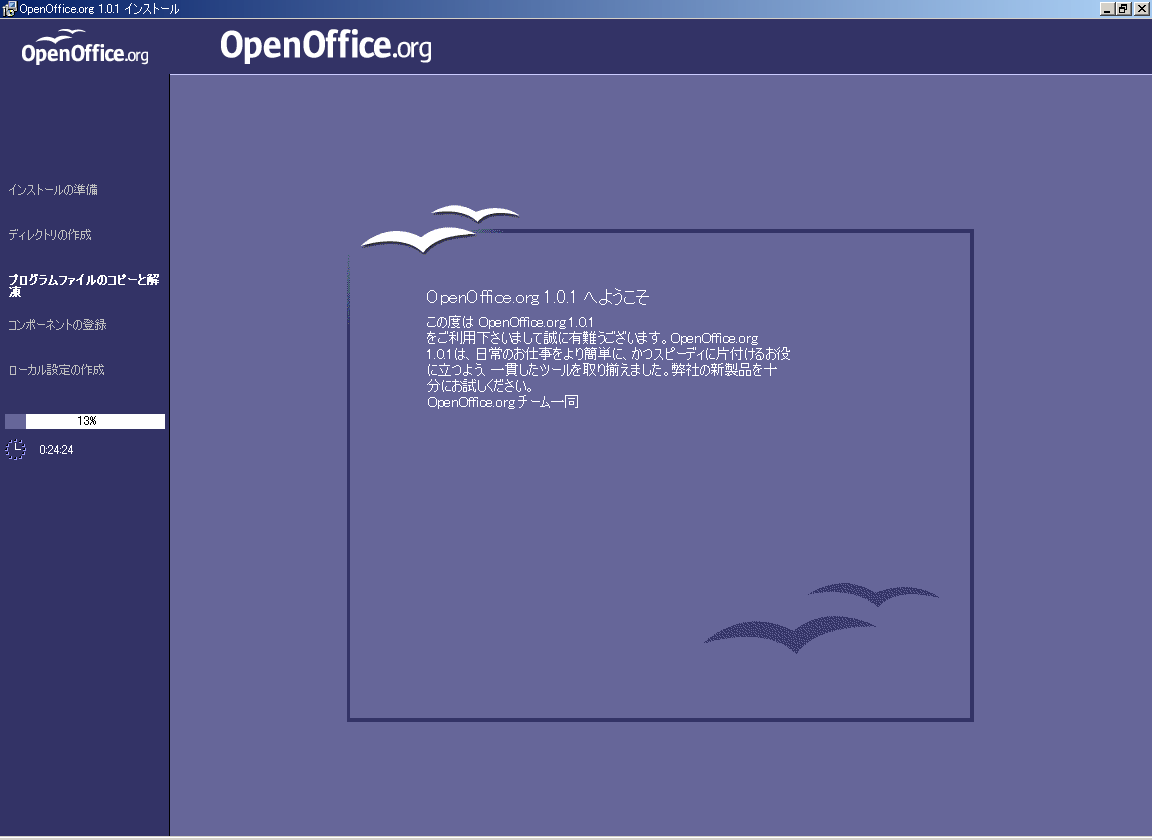 OpenOffice.org 1.0.1 インストール
OpenOffice.org
OpenOffice.org
インストールの準備
ディレクトリの作成
プログラムファイルのコピーと解
凍
コンポーネントの登録
ローカル設定の作成
13%
0:24:24
OpenOffice.org 1.0.1 へようこそ
この度は OpenOffice.org 1.0.1
をご利用下さいまして誠に有難うございます。OpenOffice.org
1.0.1は、日常のお仕事をより簡単に、かつスピーディに片付けるお役
に立つよう 一貫したツールを取り揃えました。弊社の新製品を十
分にお試しください。
OpenOffice.org チーム一同